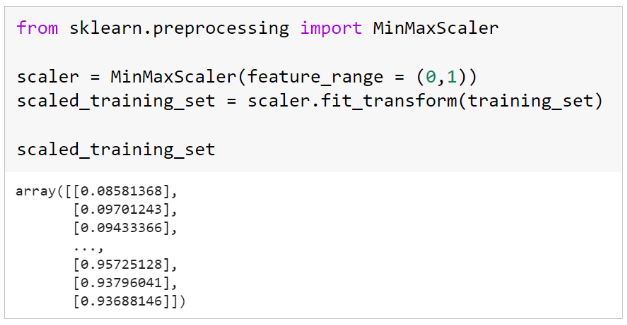 from sklearn.preprocessing import MinMaxScaler
scaler = MinMaxScaler(feature_range = (0,1))
scaled_training_set = scaler.fit_transform(training_set)
scaled_training_set
array([[0.08581368],
       [0.09701243],
       [0.09433366],
       ...,
       [0.95725128],
       [0.93796041],
       [0.93688146]])